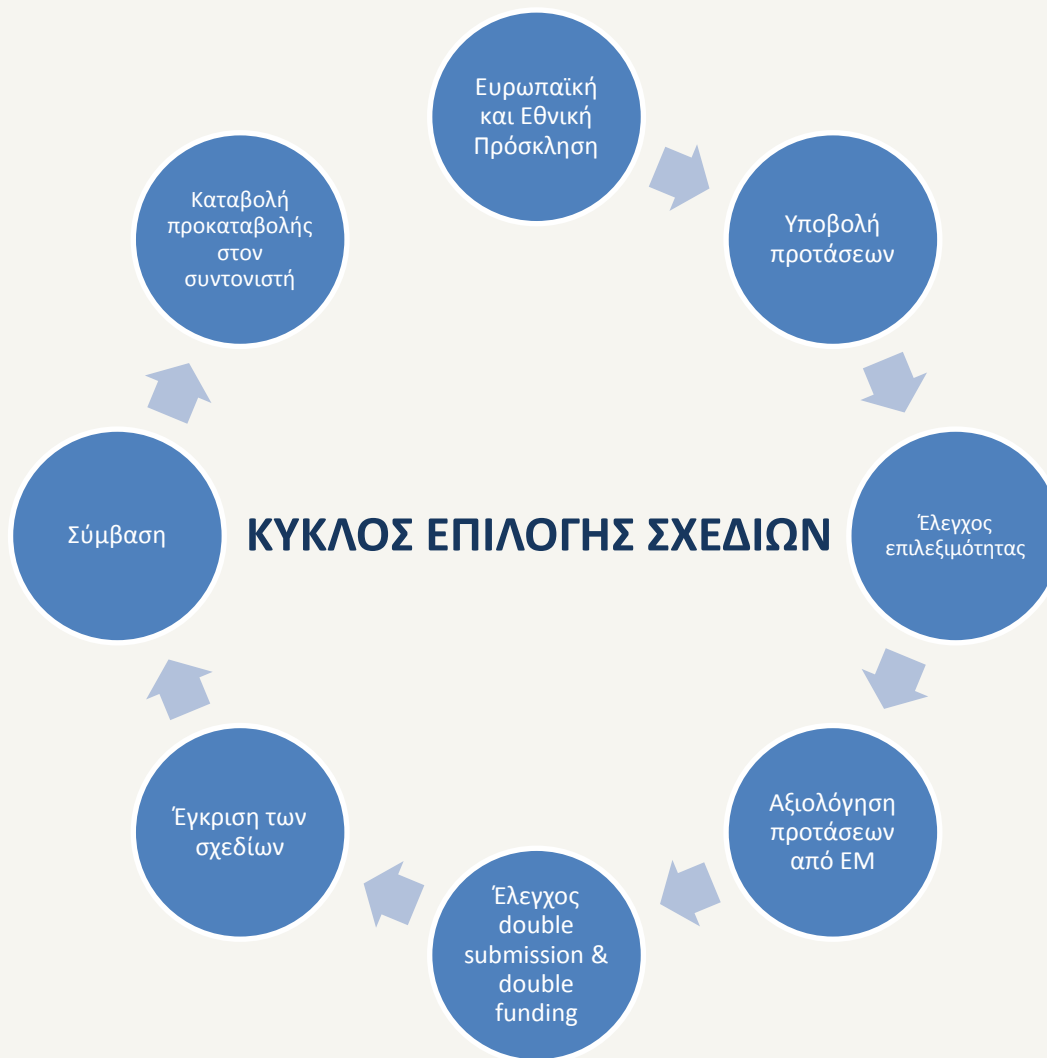 Ευρωπαϊκή
και Εθνική
Πρόσκληση
Υποβολή
προτάσεων
Έλεγχος
επιλεξιμότητας
Αξιολόγηση
προτάσεων
από ΕΜ
Έλεγχος
double
submission &
double
funding
Έγκριση των
σχεδίων
Σύμβαση
Καταβολή
προκαταβολής
στον
συντονιστή
ΚΥΚΛΟΣ ΕΠΙΛΟΓΗΣ ΣΧΕΔΙΩΝ